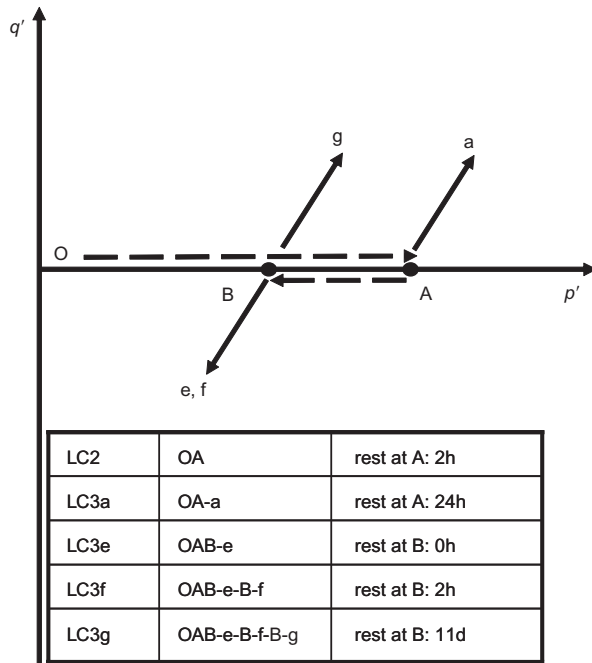 q′
g
a
O
B
A
p′
e, f
LC2 OA rest at A: 2h
LC3a OA-a rest at A: 24h
LC3e OAB-e rest at B: 0h
LC3f OAB-e-B-f rest at B: 2h
LC3g OAB-e-B-f-B-g rest at B: 11d